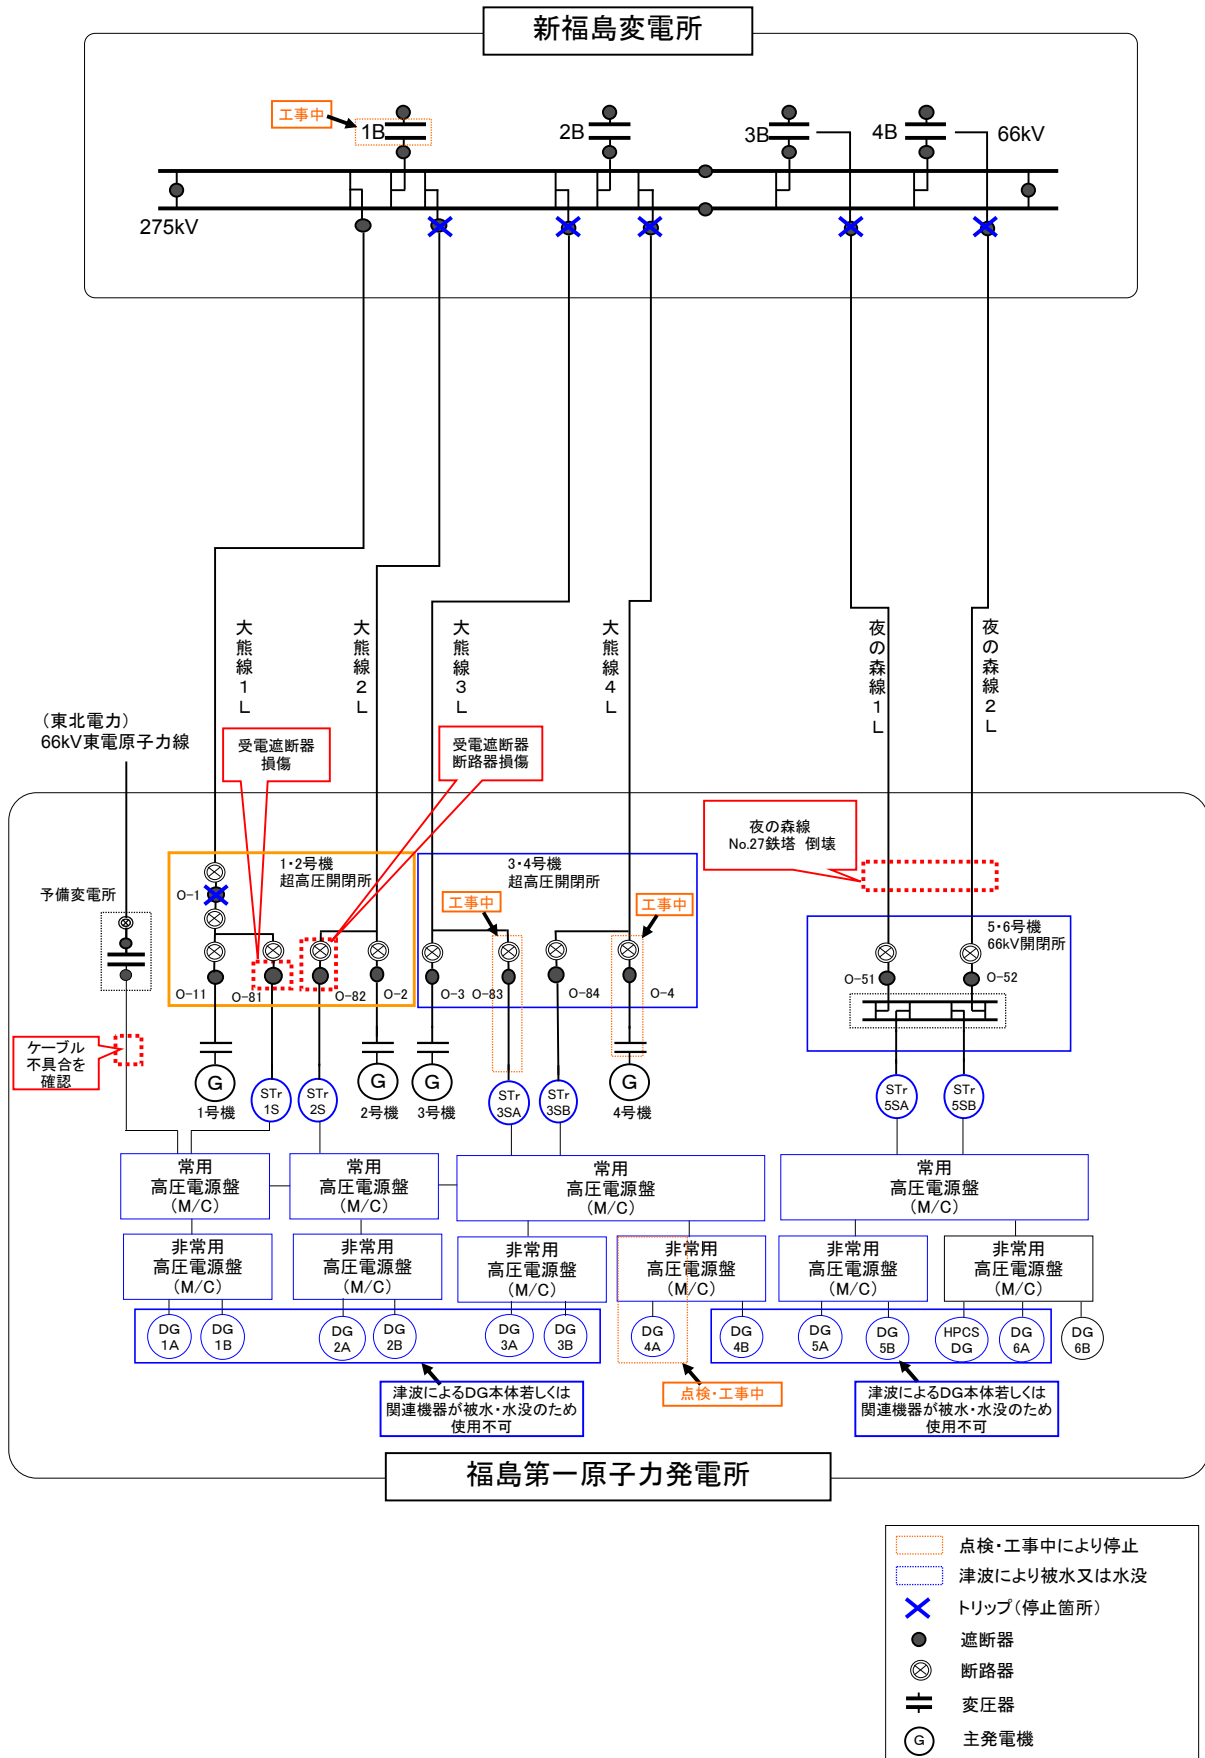 新福島変電所
工事中
1B
2B
3B
4B
66kV
275kV
大熊線1L
大熊線2L
大熊線3L
大熊線4L
夜の森線1L
夜の森線2L
(東北電力)
66kV東電原子力線
受電遮断器
損傷
受電遮断器
断路器損傷
夜の森線
No.27鉄塔 倒壊
1・2号機
超高圧開閉所
3・4号機
超高圧開閉所
5・6号機
66kV開閉所
予備変電所
工事中
工事中
O-1
O-11
O-81
O-82
O-2
O-3
O-83
O-84
O-4
O-51
O-52
ケーブル
不具合を
確認
G
1号機
STr
1S
STr
2S
G
2号機
G
3号機
STr
3SA
STr
3SB
G
4号機
STr
5SA
STr
5SB
常用
高圧電源盤
(M/C)
常用
高圧電源盤
(M/C)
常用
高圧電源盤
(M/C)
常用
高圧電源盤
(M/C)
非常用
高圧電源盤
(M/C)
非常用
高圧電源盤
(M/C)
非常用
高圧電源盤
(M/C)
非常用
高圧電源盤
(M/C)
非常用
高圧電源盤
(M/C)
非常用
高圧電源盤
(M/C)
DG
1A
DG
1B
DG
2A
DG
2B
DG
3A
DG
3B
DG
4A
DG
4B
DG
5A
DG
5B
HPCS
DG
DG
6A
DG
6B
津波によるDG本体若しくは
関連機器が被水・水没のため
使用不可
点検・工事中
津波によるDG本体若しくは
関連機器が被水・水没のため
使用不可
福島第一原子力発電所
点検・工事中により停止
津波により被水又は水没
トリップ(停止箇所)
遮断器
断路器
変圧器
G
主発電機